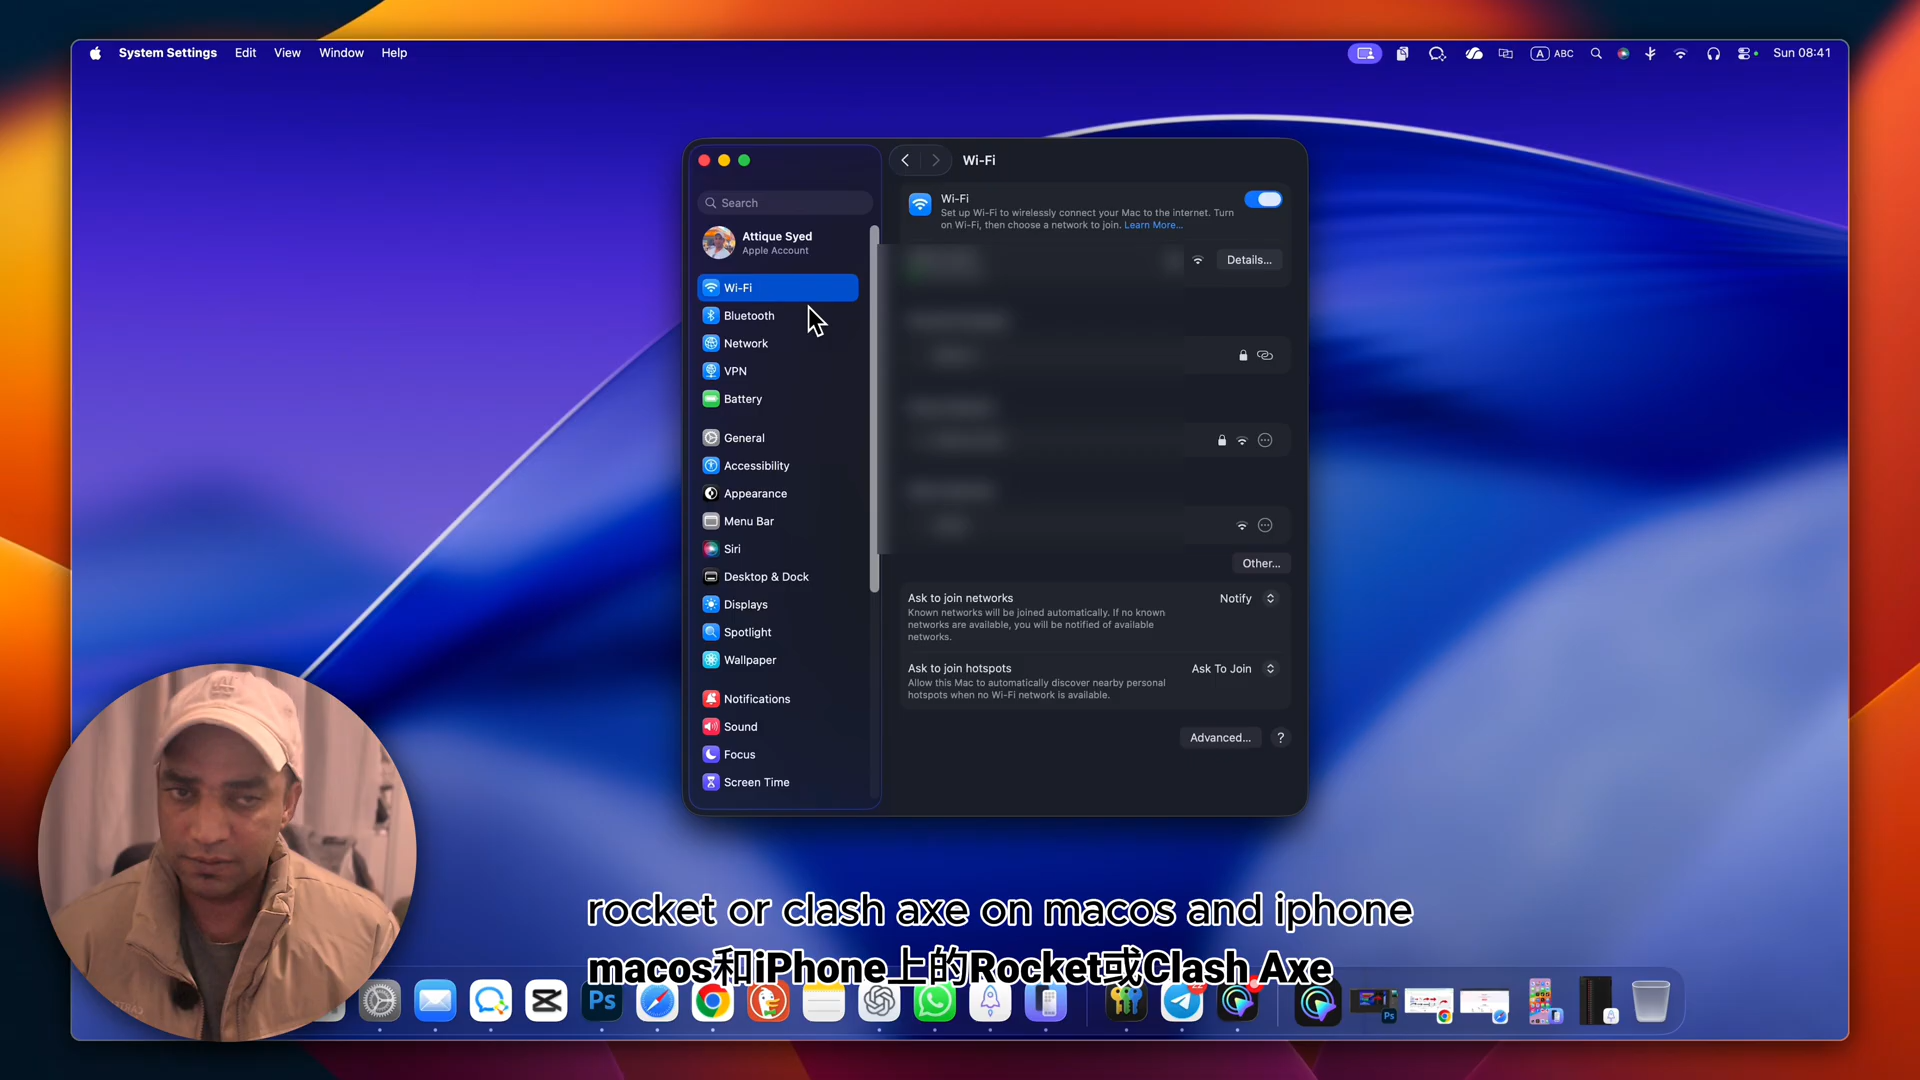 System Settings Edit View Window Help
A ABC Sun 08:41
Wi-Fi
Search
Attique Syed
Apple Account
Wi-Fi
Bluetooth
Network
VPN
Battery
General
Accessibility
Appearance
Menu Bar
Siri
Desktop & Dock
Displays
Spotlight
Wallpaper
Notifications
Sound
Focus
Screen Time
Wi-Fi
Set up Wi-Fi to wirelessly connect your Mac to the internet. Turn
on Wi-Fi, then choose a network to join. Learn More...
Details...
Other...
Ask to join networks Notify
Known networks will be joined automatically. If no known
networks are available, you will be notified of available
networks.
Ask to join hotspots Ask To Join
Allow this Mac to automatically discover nearby personal
hotspots when no Wi-Fi network is available.
Advanced... ?
rocket or clash axe on macos and iphone
macos和iPhone上的Rocket或Clash Axe
Ps
Ps